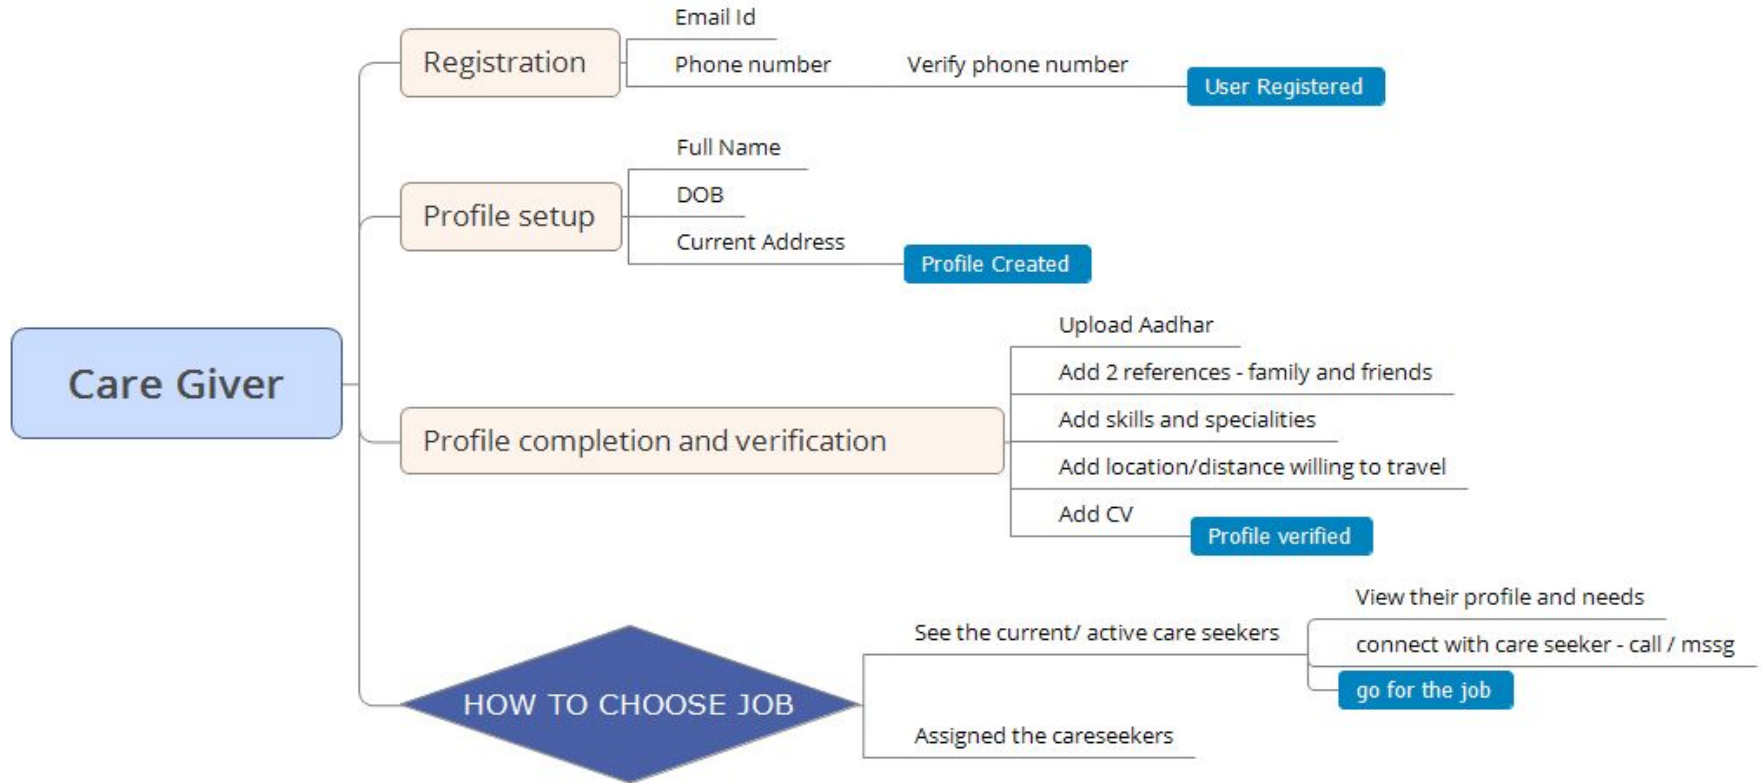 Email Id
Registration
Phone number
Verify phone number
User Registered
Full Name
Profile setup
DOB
Current Address
Profile Created
Care Giver
Upload Aadhar
Add 2 references - family and friends
Profile completion and verification
Add skills and specialities
Add location/distance willing to travel
Add CV
Profile verified
HOW TO CHOOSE JOB
See the current/ active care seekers
View their profile and needs
connect with care seeker - call / mssg
go for the job
Assigned the careseekers